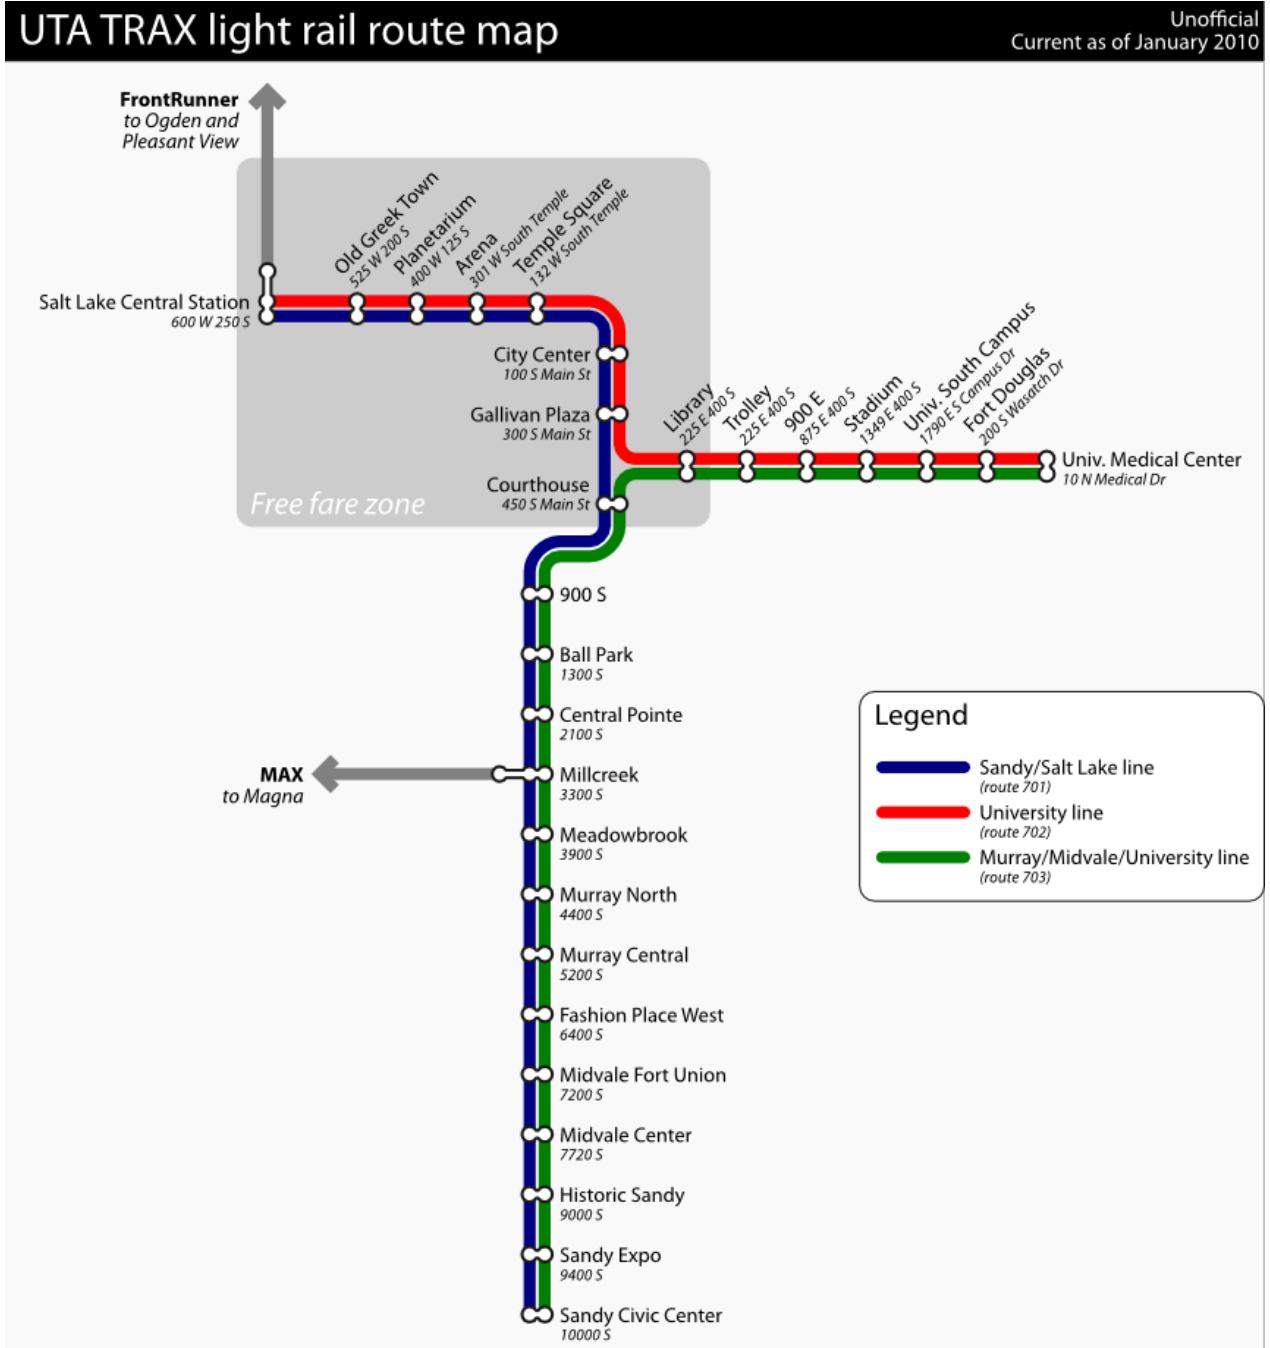 UTA TRAX light rail route map
Unofficial
Current as of January 2010
FrontRunner
to Ogden and
Pleasant View
Old Greek Town
525 W 200 S
Planetarium
400 W 125 S
Arena
301 W South Temple
Temple Square
132 W South Temple
Salt Lake Central Station
600 W 250 S
City Center
100 S Main St
Gallivan Plaza
300 S Main St
Courthouse
450 S Main St
Free fare zone
Library
225 E 400 S
Trolley
225 E 400 S
900 E
875 E 400 S
Stadium
1349 E 400 S
Univ. South Campus
1790 E S Campus Dr
Fort Douglas
200 S Wasatch Dr
Univ. Medical Center
10 N Medical Dr
900 S
Ball Park
1300 S
Central Pointe
2100 S
MAX
to Magna
Millcreek
3300 S
Meadowbrook
3900 S
Murray North
4400 S
Murray Central
5200 S
Fashion Place West
6400 S
Midvale Fort Union
7200 S
Midvale Center
7720 S
Historic Sandy
9000 S
Sandy Expo
9400 S
Sandy Civic Center
10000 S
Legend
Sandy/Salt Lake line
(route 701)
University line
(route 702)
Murray/Midvale/University line
(route 703)